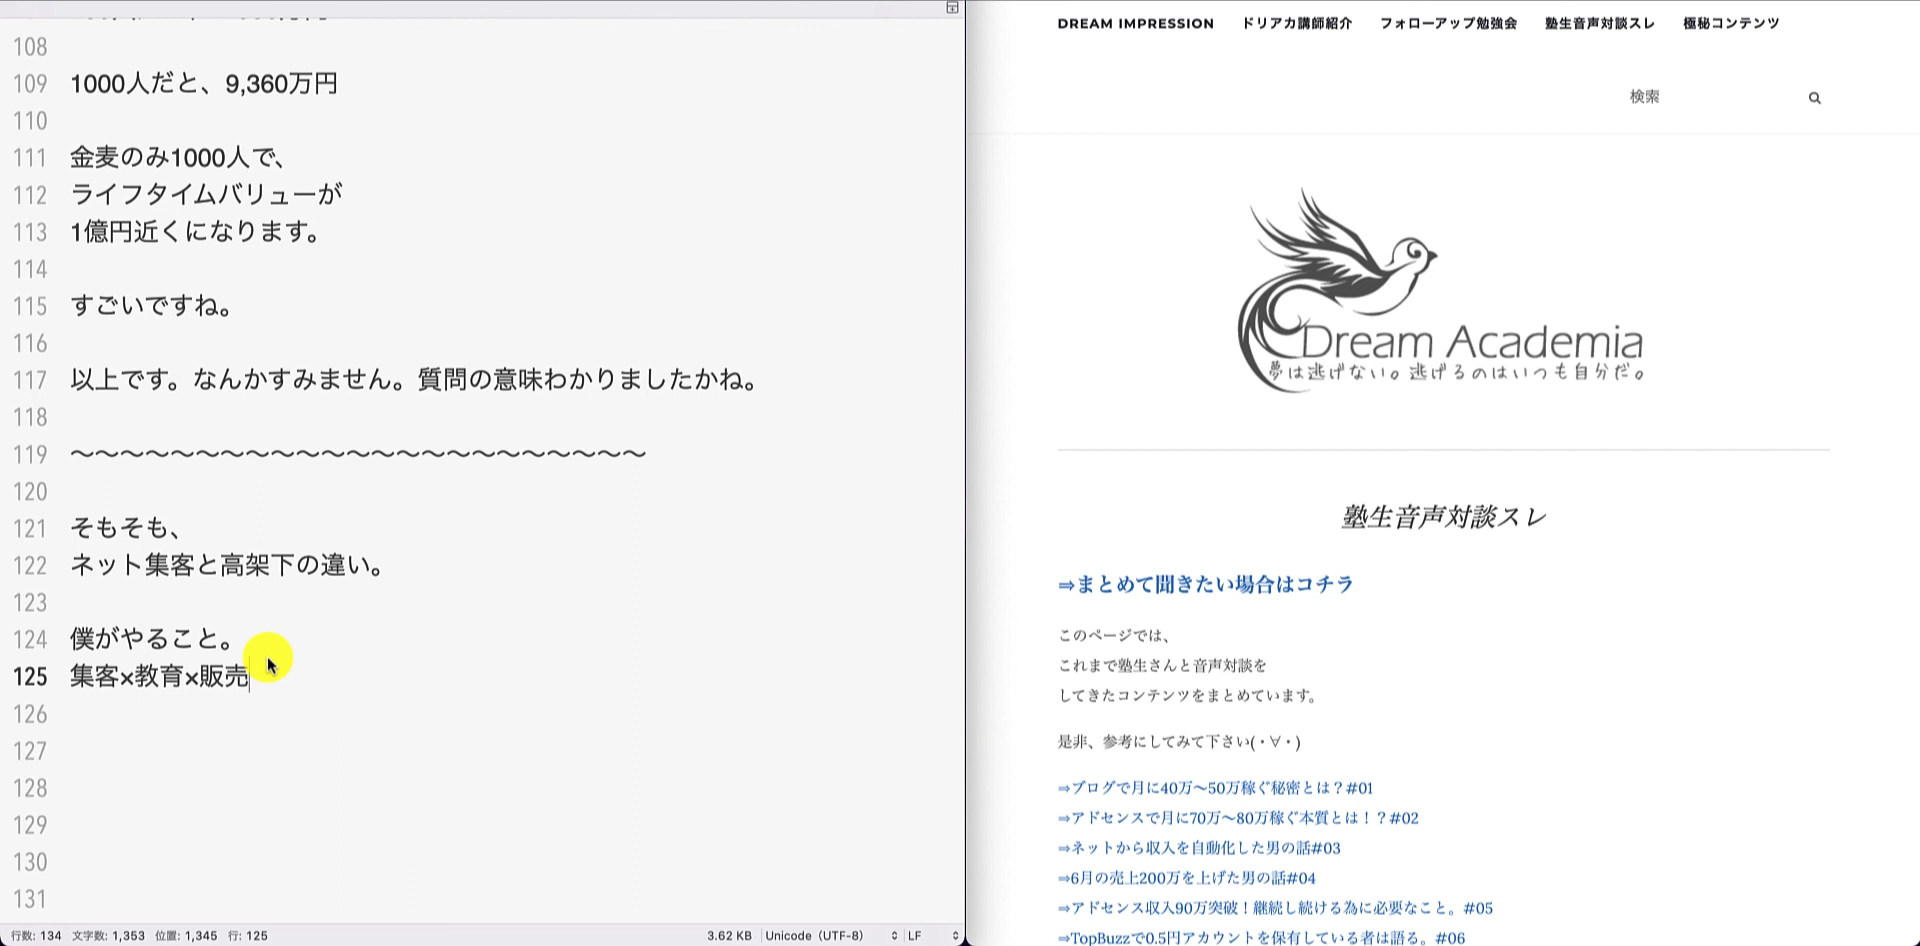 108
109 1000人だと、9,360万円
110
111 金麦のみ1000人で、
112 ライフタイムバリューが
113 1億円近くになります。
114
115 すごいですね。
116
117 以上です。なんかすみません。質問の意味わかりましたかね。
118
119 〜〜〜〜〜〜〜〜〜〜〜〜〜〜〜〜〜〜〜〜〜〜〜
120
121 そもそも、
122 ネット集客と高架下の違い。
123
124 僕がやること。
125 集客×教育×販売
126
127
128
129
130
131
行数: 134 文字数: 1,353 位置: 1,345 行: 125
3.62 KB Unicode (UTF-8) LF
DREAM IMPRESSION ドリアカ講師紹介 フォローアップ勉強会 塾生音声対談スレ 極秘コンテンツ
検索
Dream Academia
夢は逃げない。逃げるのはいつも自分だ。
塾生音声対談スレ
⇒まとめて聞きたい場合はコチラ
このページでは、
これまで塾生さんと音声対談を
してきたコンテンツをまとめています。
是非、参考にしてみて下さい(・∀・)
⇒ブログで月に40万〜50万稼ぐ秘密とは？#01
⇒アドセンスで月に70万〜80万稼ぐ本質とは！？#02
⇒ネットから収入を自動化した男の話#03
⇒6月の売上200万を上げた男の話#04
⇒アドセンス収入90万突破！継続し続ける為に必要なこと。#05
⇒TopBuzzで0.5円アカウントを保有している者は語る。#06